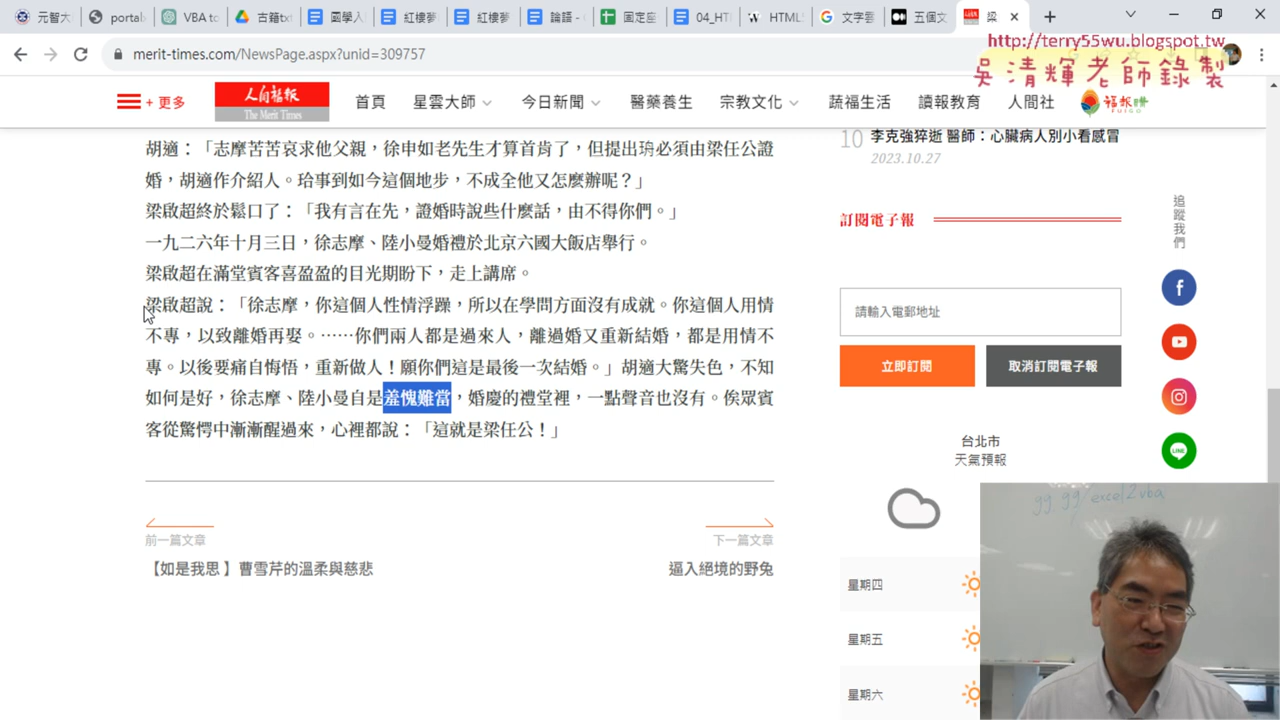 元智大
portab
VBA to
古籍tx
國學入
紅樓夢
紅樓夢
論語 -
固定座
04_HT
HTML5
文字雲
五個文
梁
merit-times.com/NewsPage.aspx?unid=309757
http://terry55wu.blogspot.tw
吳清輝老師錄製
+ 更多
人間福報
The Merit Times
首頁
星雲大師
今日新聞
醫藥養生
宗教文化
蔬福生活
讀報教育
人間社
福報購
胡適：「志摩苦苦哀求他父親，徐申如老先生才算首肯了，但提出琑必須由梁任公證
婚，胡適作介紹人。珨事到如今這個地步，不成全他又怎麼辦呢？」
梁啟超終於鬆口了：「我有言在先，證婚時說些什麼話，由不得你們。」
一九二六年十月三日，徐志摩、陸小曼婚禮於北京六國大飯店舉行。
梁啟超在滿堂賓客喜盈盈的目光期盼下，走上講席。
梁啟超說：「徐志摩，你這個人性情浮躁，所以在學問方面沒有成就。你這個人用情
不專，以致離婚再娶。⋯⋯你們兩人都是過來人，離過婚又重新結婚，都是用情不
專。以後要痛自悔悟，重新做人！願你們這是最後一次結婚。」胡適大驚失色，不知
如何是好，徐志摩、陸小曼自是羞愧難當，婚慶的禮堂裡，一點聲音也沒有。俟眾賓
客從驚愕中漸漸醒過來，心裡都說：「這就是梁任公！」
前一篇文章
下一篇文章
【如是我思】曹雪芹的溫柔與慈悲
逼入絕境的野兔
10 李克強猝逝 醫師：心臟病人別小看感冒
2023.10.27
訂閱電子報
請輸入電郵地址
立即訂閱
取消訂閱電子報
台北市
天氣預報
星期四
星期五
星期六
追蹤我們
LINE
gg.gg/excel2vba